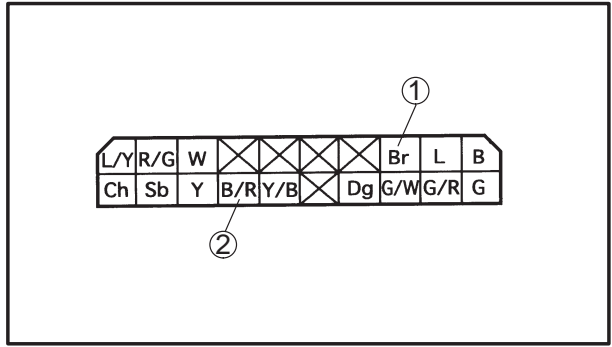 ①
L/Y R/G W Br L B
Ch Sb Y B/R Y/B Dg G/W G/R G
②